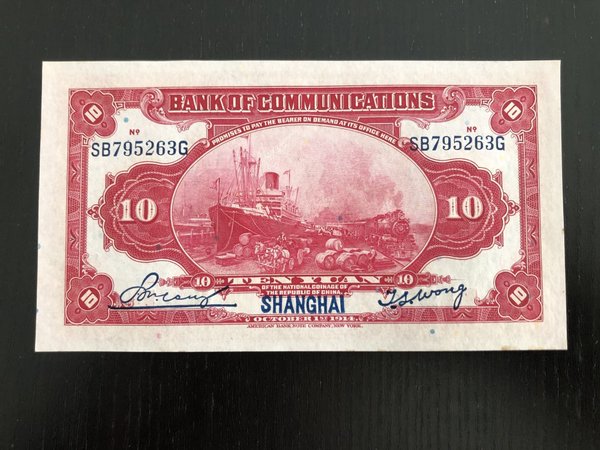 10 BANK OF COMMUNICATIONS 10
PROMISES TO PAY THE BEARER ON DEMAND AT ITS OFFICE HERE
Nº Nº
SB795263G SB795263G
10 10
10 TEN YUAN 10
OF THE NATIONAL COINAGE OF
THE REPUBLIC OF CHINA
10 SHANGHAI T S Wong 10
OCTOBER 1ST 1914.
AMERICAN BANK NOTE COMPANY, NEW YORK.